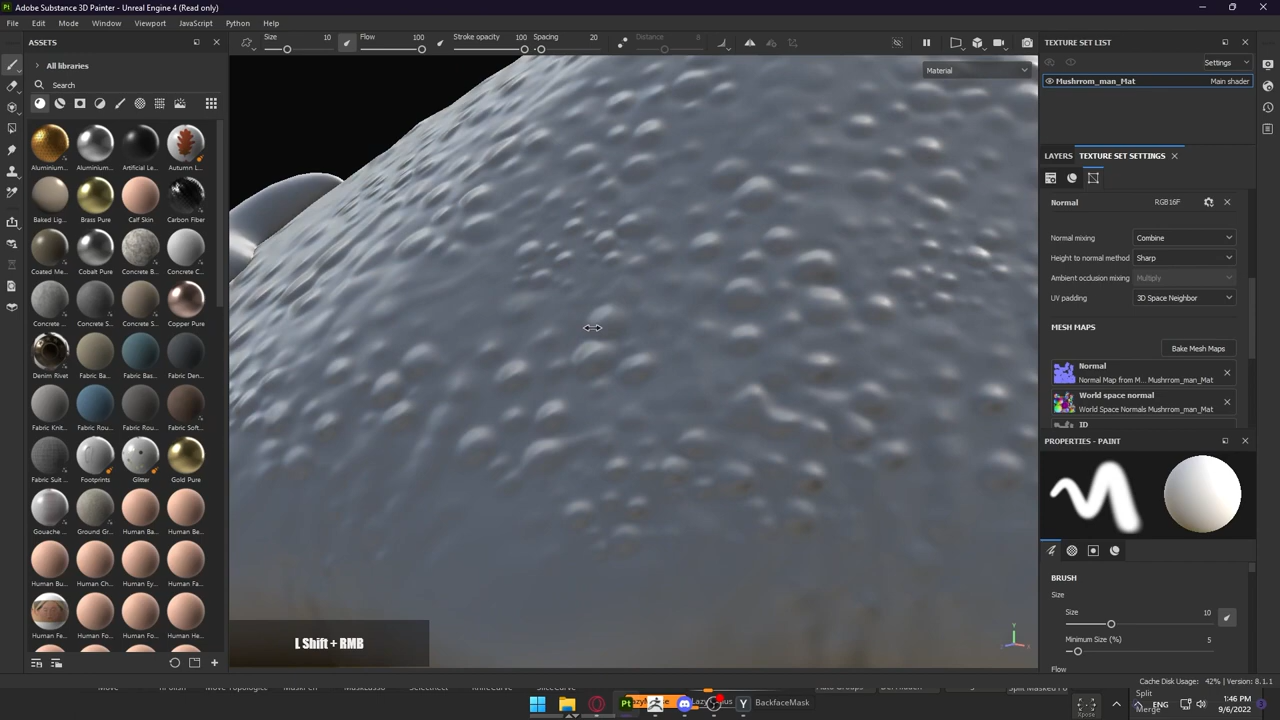 Adobe Substance 3D Painter - Unreal Engine 4 (Read only)
File Edit Mode Window Viewport JavaScript Python Help
ASSETS
Size 10 Flow 100 Stroke opacity 100 Spacing 20 Distance 8
All libraries
Search
Material
Aluminium... Aluminium... Artificial Le... Autumn L...
Baked Lig... Brass Pure Calf Skin Carbon Fiber
Coated Me... Cobalt Pure Concrete B... Concrete C...
Concrete ... Concrete S... Concrete S... Copper Pure
Denim Rivet Fabric Ba... Fabric Bas... Fabric Den...
Fabric Knit... Fabric Rou... Fabric Rou... Fabric Soft...
Fabric Suit ... Footprints Glitter Gold Pure
Gouache ... Ground Gr... Human Ba... Human Be...
Human Bu... Human Ch... Human Ey... Human Fa...
Human Fe... Human Fo... Human Fo... Human He...
L Shift + RMB
TEXTURE SET LIST
Settings
Mushrrom_man_Mat Main shader
LAYERS TEXTURE SET SETTINGS
Normal RGB16F
Normal mixing Combine
Height to normal method Sharp
Ambient occlusion mixing Multiply
UV padding 3D Space Neighbor
MESH MAPS
Bake Mesh Maps
Normal
Normal Map from M... Mushrrom_man_Mat
World space normal
World Space Normals Mushrrom_man_Mat
ID
PROPERTIES - PAINT
BRUSH
Size
Size 10
Minimum Size (%) 5
Flow
Cache Disk Usage: 42% | Version: 8.1.1
BackfaceMask
Split
Merge
1:46 PM
9/6/2022